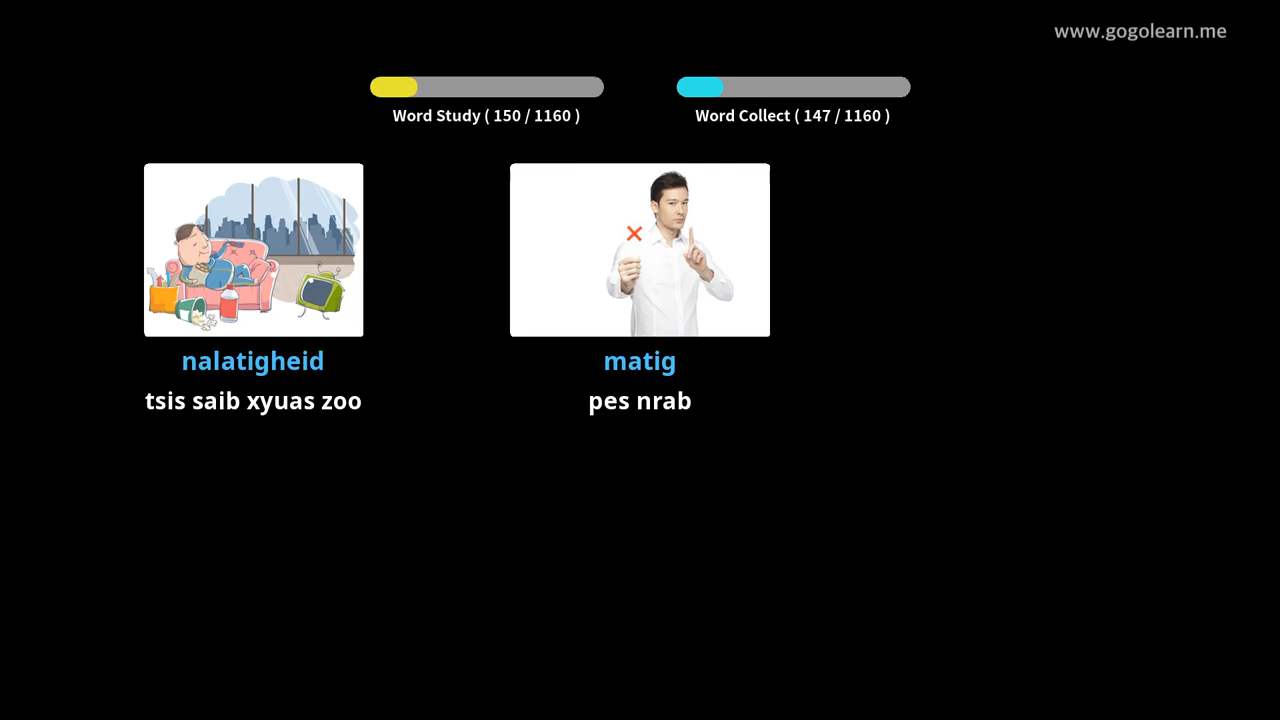 www.gogolearn.me
Word Study ( 150 / 1160 )
Word Collect ( 147 / 1160 )
nalatigheid
matig
tsis saib xyuas zoo
pes nrab